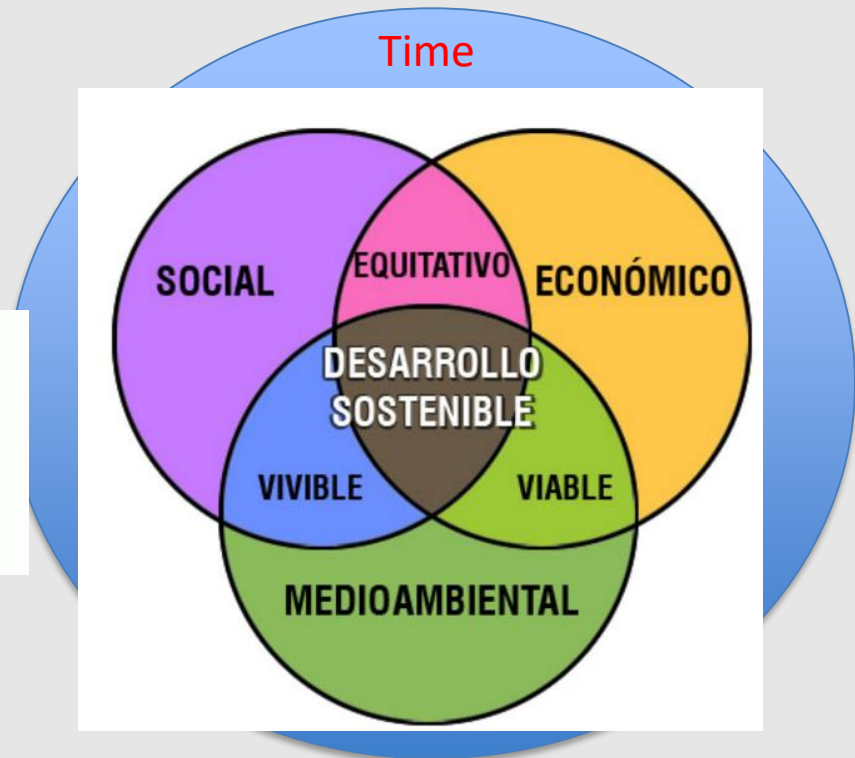 Time
SOCIAL
EQUITATIVO
ECONÓMICO
DESARROLLO
SOSTENIBLE
VIVIBLE
VIABLE
MEDIOAMBIENTAL